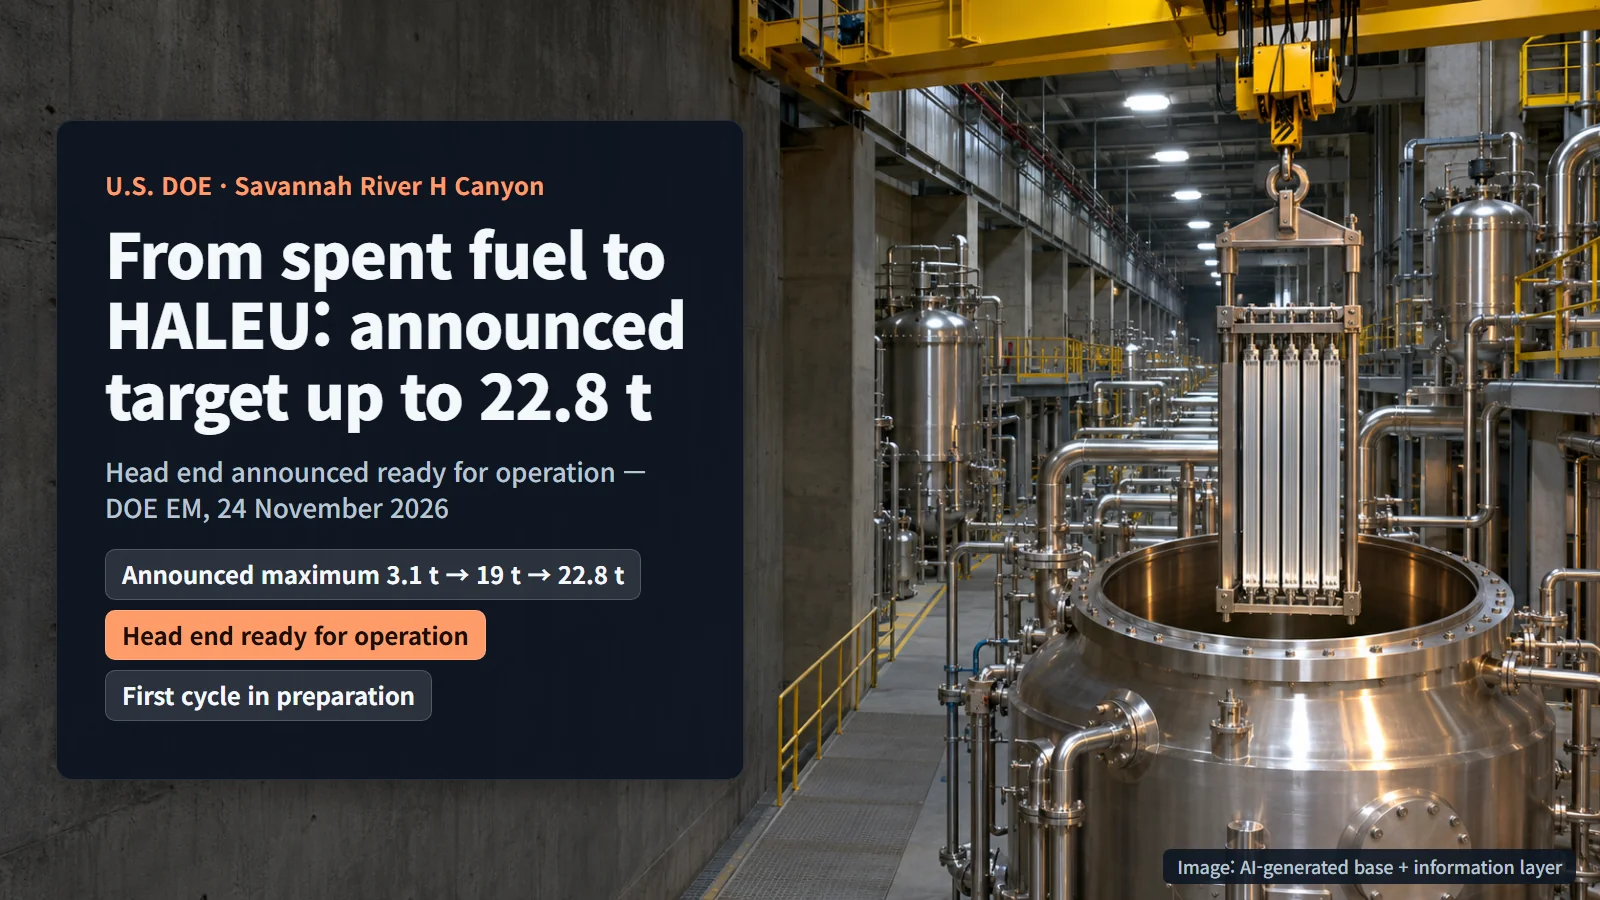 U.S. DOE · Savannah River H Canyon
From spent fuel to
HALEU: announced
target up to 22.8 t
Head end announced ready for operation —
DOE EM, 24 November 2026
Announced maximum 3.1 t → 19 t → 22.8 t
Head end ready for operation
First cycle in preparation
Image: AI-generated base + information layer